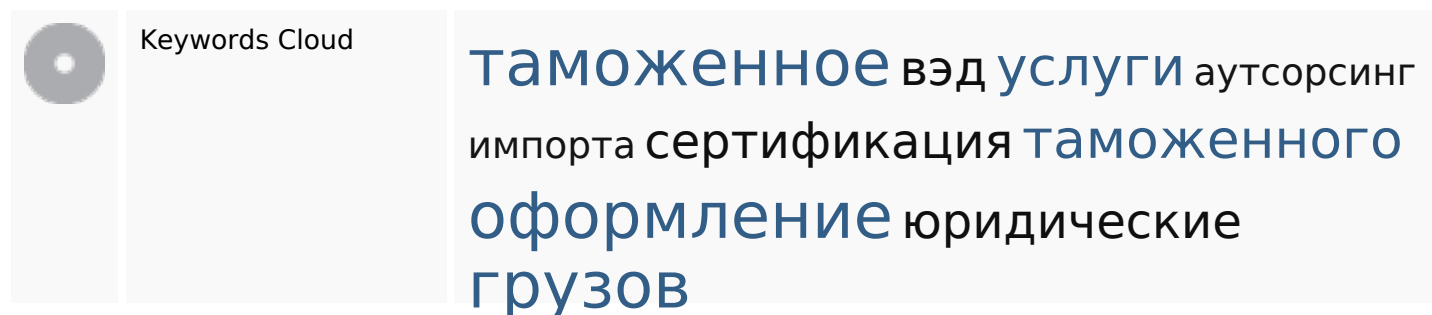 Keywords Cloud
таможенное вэд услуги аутсорсинг
импорта сертификация таможенного
оформление юридические
грузов